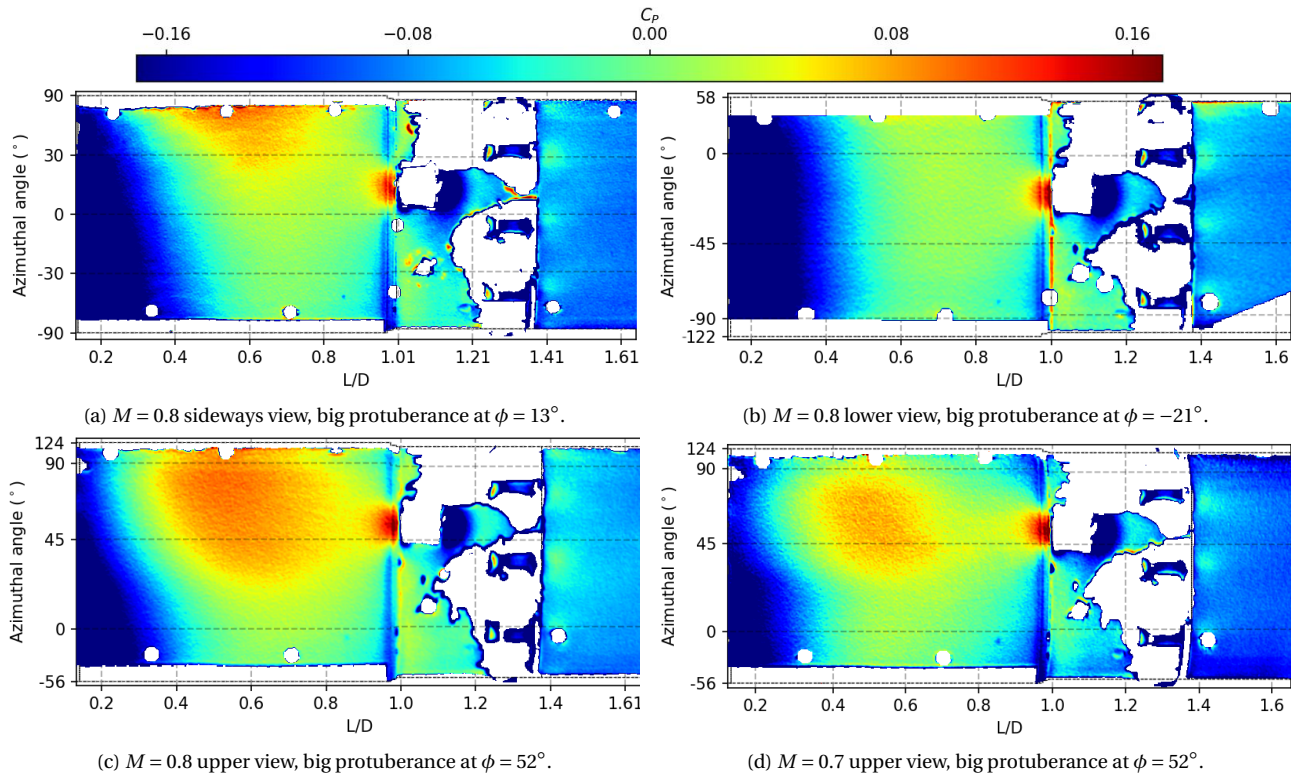 C_P
−0.16 −0.08 0.00 0.08 0.16
90
30
0
-30
-90
Azimuthal angle (°)
0.2 0.4 0.6 0.8 1.01 1.21 1.41 1.61
L/D
(a) M = 0.8 sideways view, big protuberance at ϕ = 13°.
58
0
-45
-90
-122
Azimuthal angle (°)
0.2 0.4 0.6 0.8 1.0 1.2 1.4 1.6
L/D
(b) M = 0.8 lower view, big protuberance at ϕ = −21°.
124
90
45
0
-56
Azimuthal angle (°)
0.2 0.4 0.6 0.8 1.0 1.2 1.4 1.6
L/D
(c) M = 0.8 upper view, big protuberance at ϕ = 52°.
124
90
45
0
-56
Azimuthal angle (°)
0.2 0.4 0.6 0.8 1.0 1.2 1.4 1.6
L/D
(d) M = 0.7 upper view, big protuberance at ϕ = 52°.